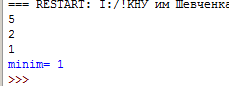 === RESTART: I:/!КНУ им Шевченка
5
2
1
minim= 1
>>>